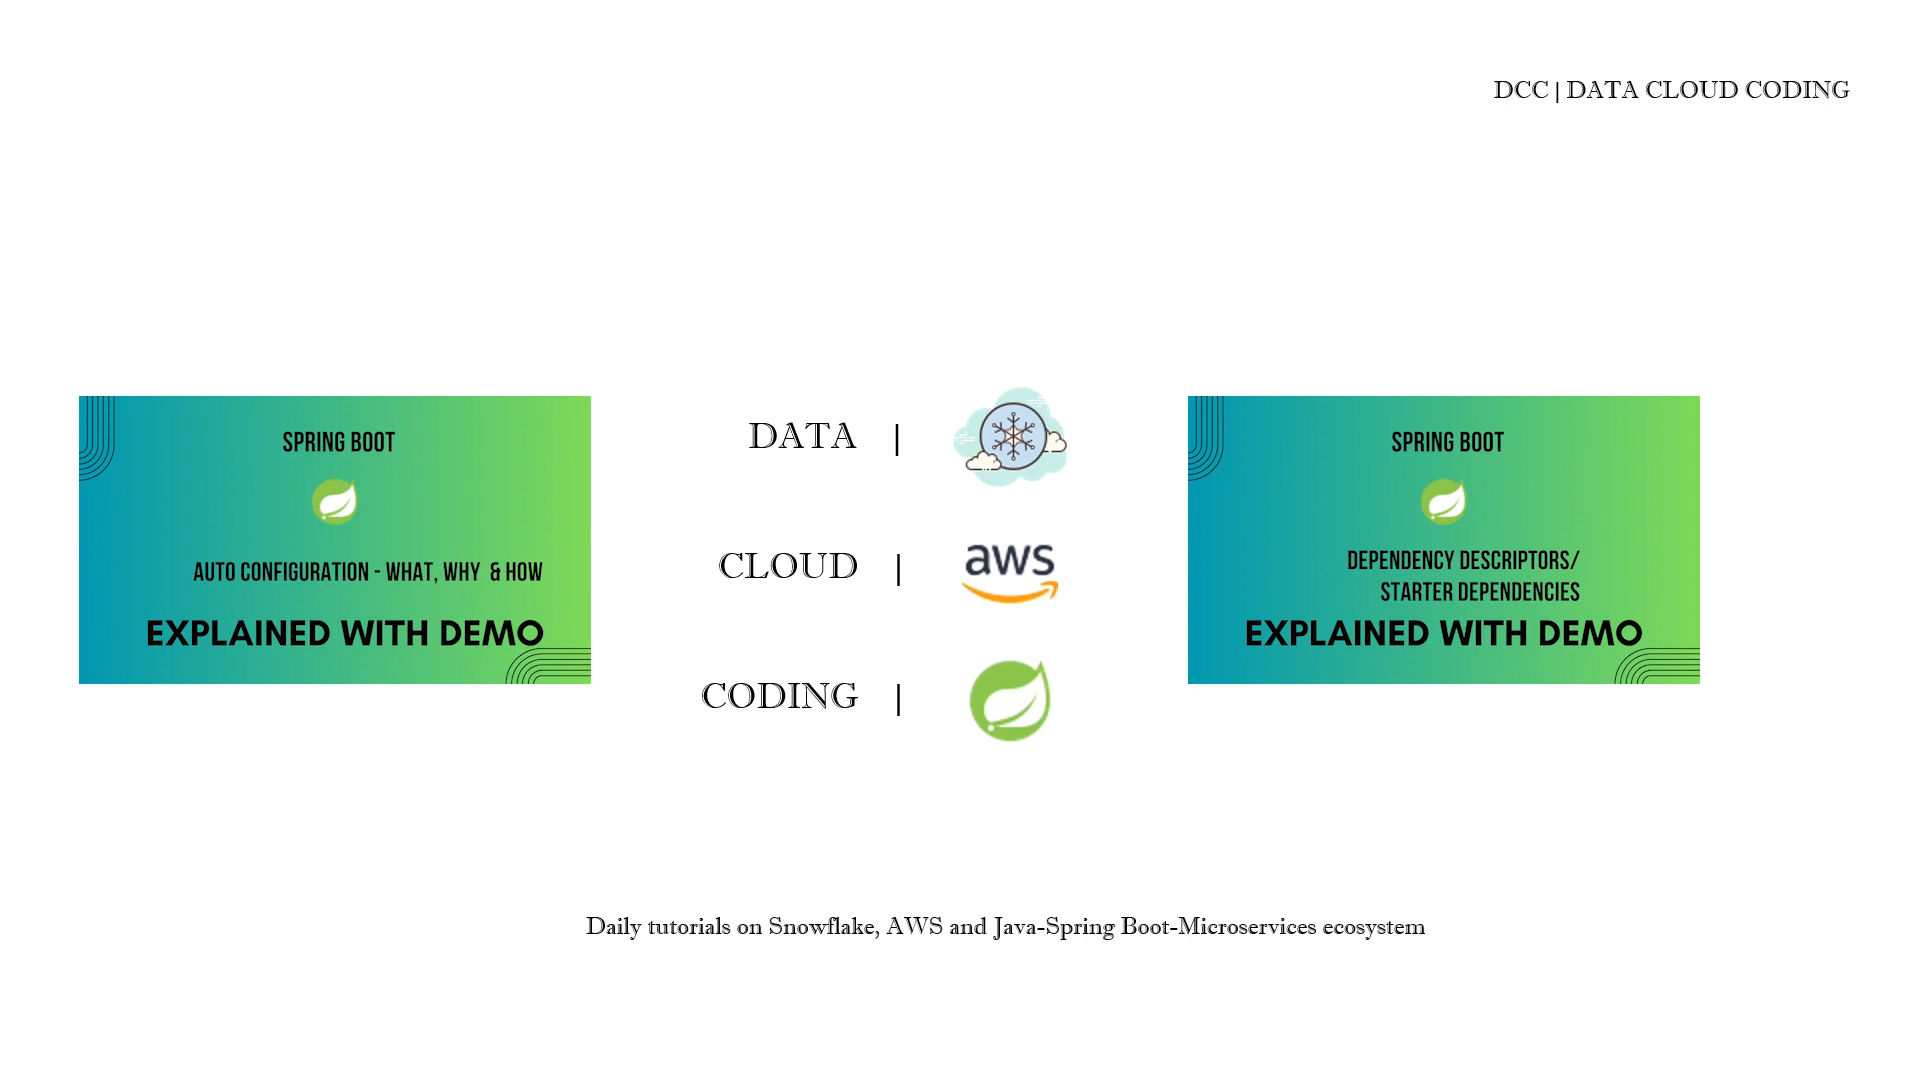 DCC | DATA CLOUD CODING
SPRING BOOT
AUTO CONFIGURATION - WHAT, WHY & HOW
EXPLAINED WITH DEMO
DATA |
CLOUD |
aws
CODING |
SPRING BOOT
DEPENDENCY DESCRIPTORS/
STARTER DEPENDENCIES
EXPLAINED WITH DEMO
Daily tutorials on Snowflake, AWS and Java-Spring Boot-Microservices ecosystem